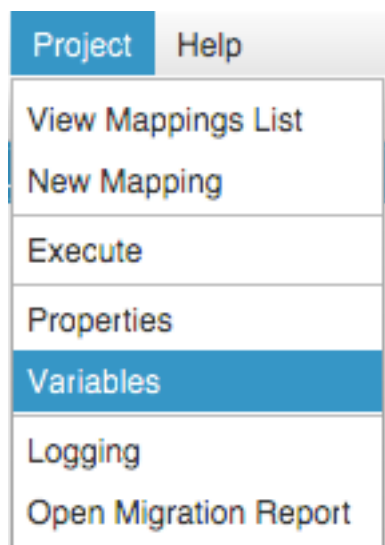 Project Help
View Mappings List
New Mapping
Execute
Properties
Variables
Logging
Open Migration Report